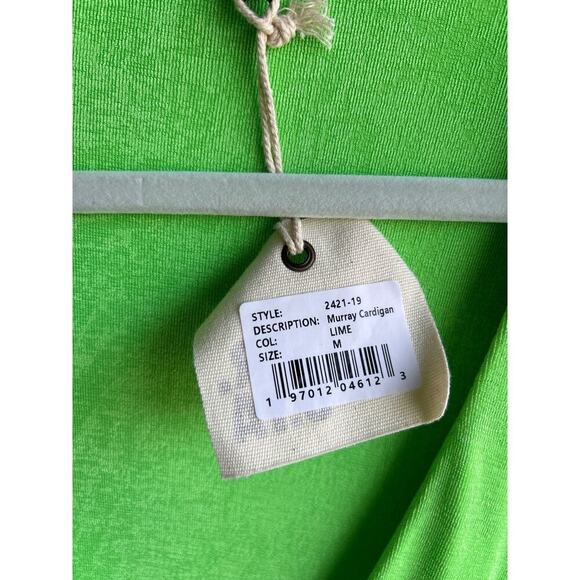 STYLE: 2421-19
DESCRIPTION: Murray Cardigan
COL: LIME
SIZE: M
1 97012 04612 3